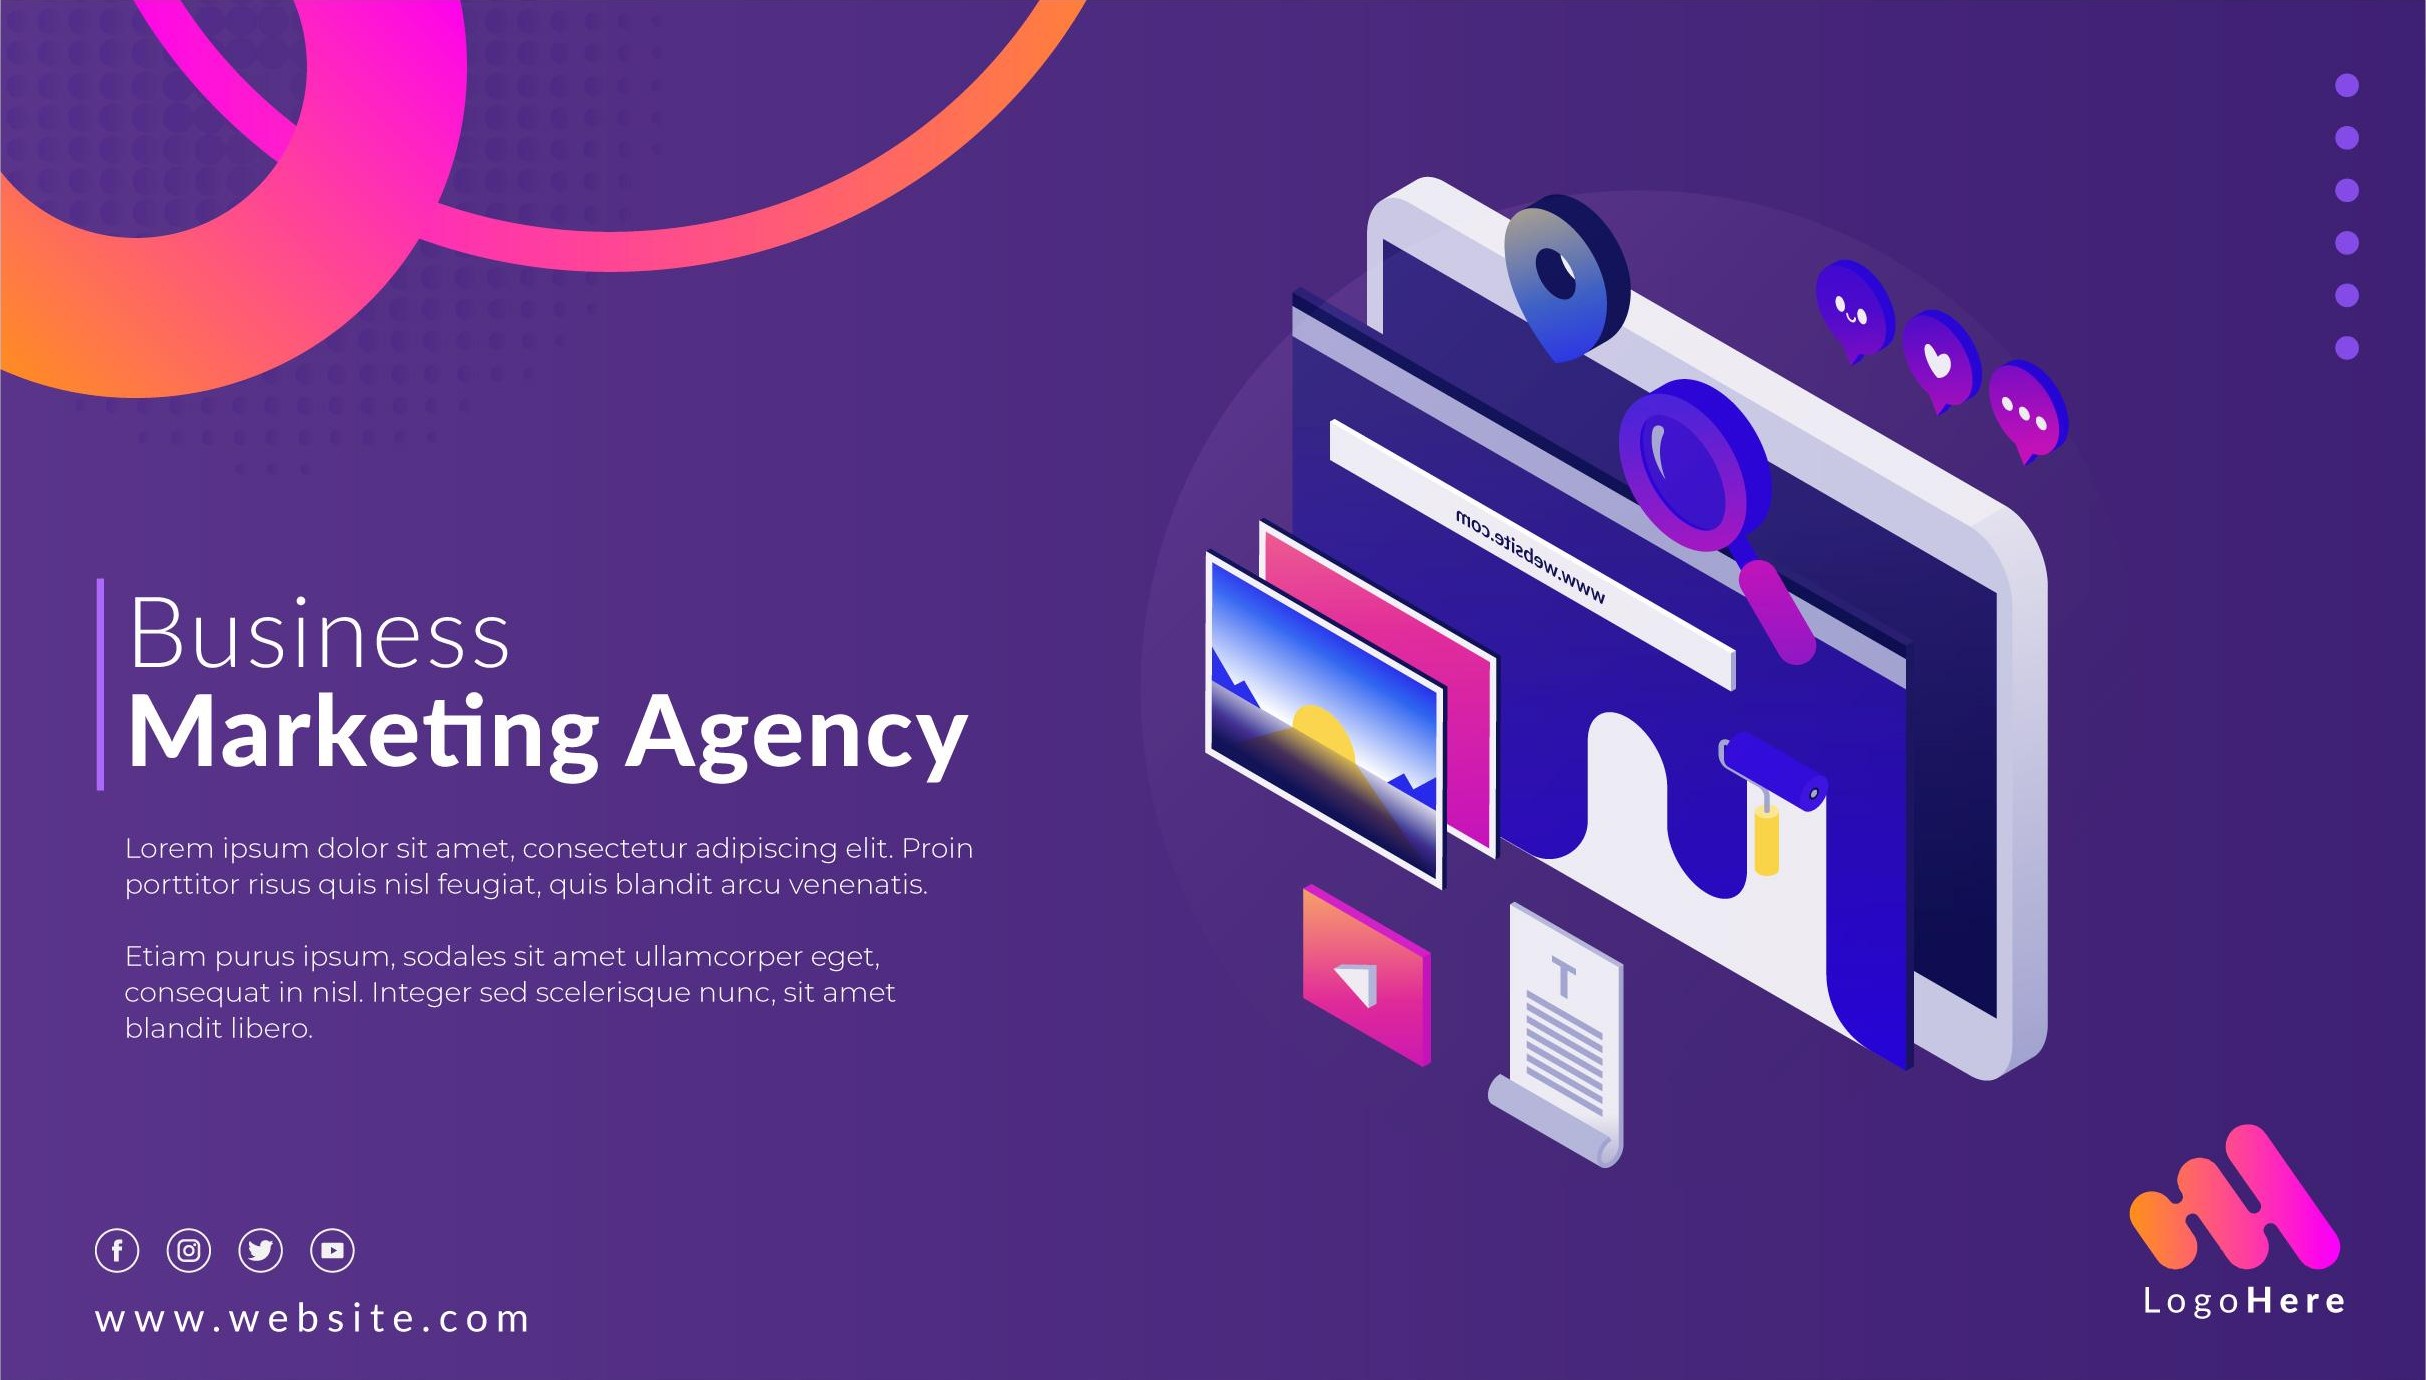 Business
Marketing Agency
Lorem ipsum dolor sit amet, consectetur adipiscing elit. Proin
porttitor risus quis nisl feugiat, quis blandit arcu venenatis.
Etiam purus ipsum, sodales sit amet ullamcorper eget,
consequat in nisl. Integer sed scelerisque nunc, sit amet
blandit libero.
www.website.com
www.website.com
T
LogoHere